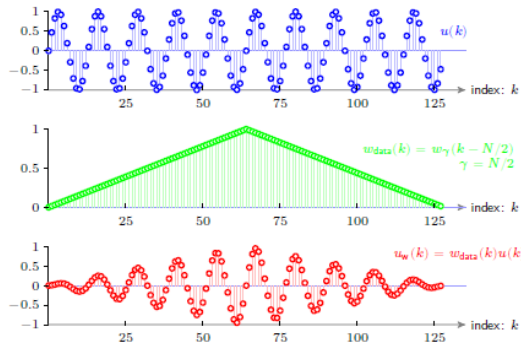 1
0.5
0
−0.5
−1
25 50 75 100 125
index: k
u(k)
1
0
25 50 75 100 125
index: k
w_data(k) = w_γ(k − N/2)
γ = N/2
1
0.5
0
−0.5
−1
25 50 75 100 125
index: k
u_w(k) = w_data(k)u(k